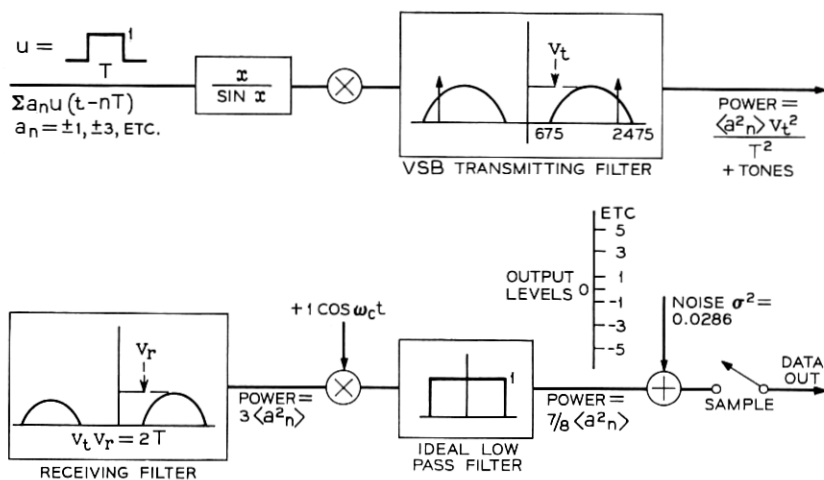 u =
1
T
Σaₙu (t-nT)
aₙ = ±1, ±3, ETC.
x
SIN x
×
Vₜ
675 2475
VSB TRANSMITTING FILTER
POWER =
⟨a²ₙ⟩ Vₜ²
T²
+ TONES
ETC
5
3
1
0
-1
-3
-5
OUTPUT
LEVELS
+1 COS ω꜀t
NOISE σ² =
0.0286
Vᵣ
VₜVᵣ = 2T
RECEIVING FILTER
POWER =
3⟨a²ₙ⟩
×
1
IDEAL LOW
PASS FILTER
POWER =
7/8⟨a²ₙ⟩
+
SAMPLE
DATA
OUT